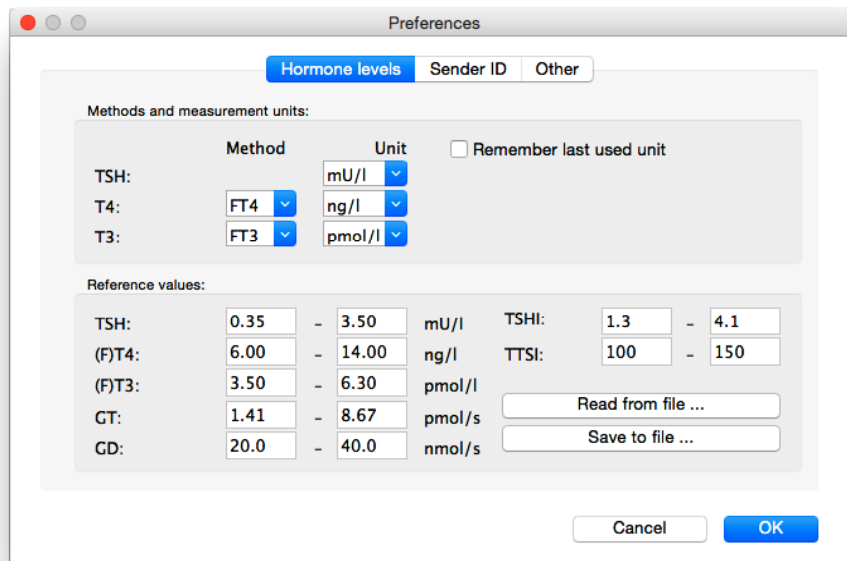 Preferences
Hormone levels Sender ID Other
Methods and measurement units:
Method Unit Remember last used unit
TSH: mU/l
T4: FT4 ng/l
T3: FT3 pmol/l
Reference values:
TSH: 0.35 - 3.50 mU/l TSHI: 1.3 - 4.1
(F)T4: 6.00 - 14.00 ng/l TTSI: 100 - 150
(F)T3: 3.50 - 6.30 pmol/l
GT: 1.41 - 8.67 pmol/s Read from file ...
GD: 20.0 - 40.0 nmol/s Save to file ...
Cancel OK